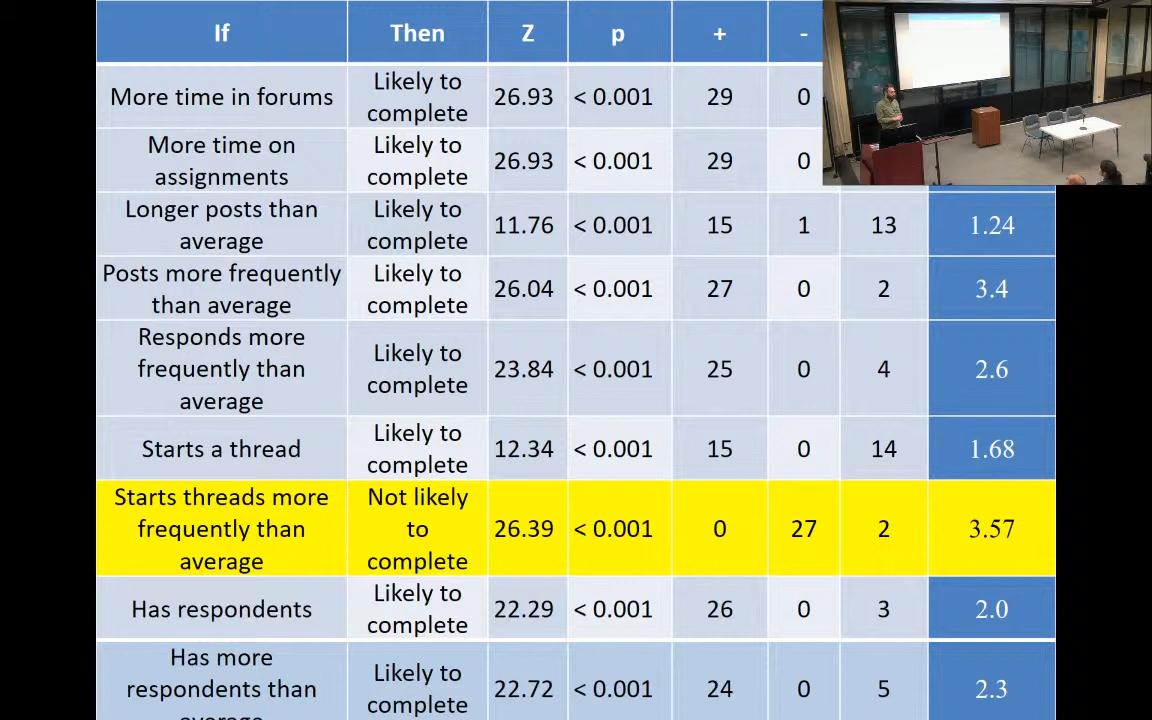 If Then Z p + -
More time in forums Likely to complete 26.93 < 0.001 29 0
More time on assignments Likely to complete 26.93 < 0.001 29 0
Longer posts than average Likely to complete 11.76 < 0.001 15 1 13 1.24
Posts more frequently than average Likely to complete 26.04 < 0.001 27 0 2 3.4
Responds more frequently than average Likely to complete 23.84 < 0.001 25 0 4 2.6
Starts a thread Likely to complete 12.34 < 0.001 15 0 14 1.68
Starts threads more frequently than average Not likely to complete 26.39 < 0.001 0 27 2 3.57
Has respondents Likely to complete 22.29 < 0.001 26 0 3 2.0
Has more respondents than average Likely to complete 22.72 < 0.001 24 0 5 2.3